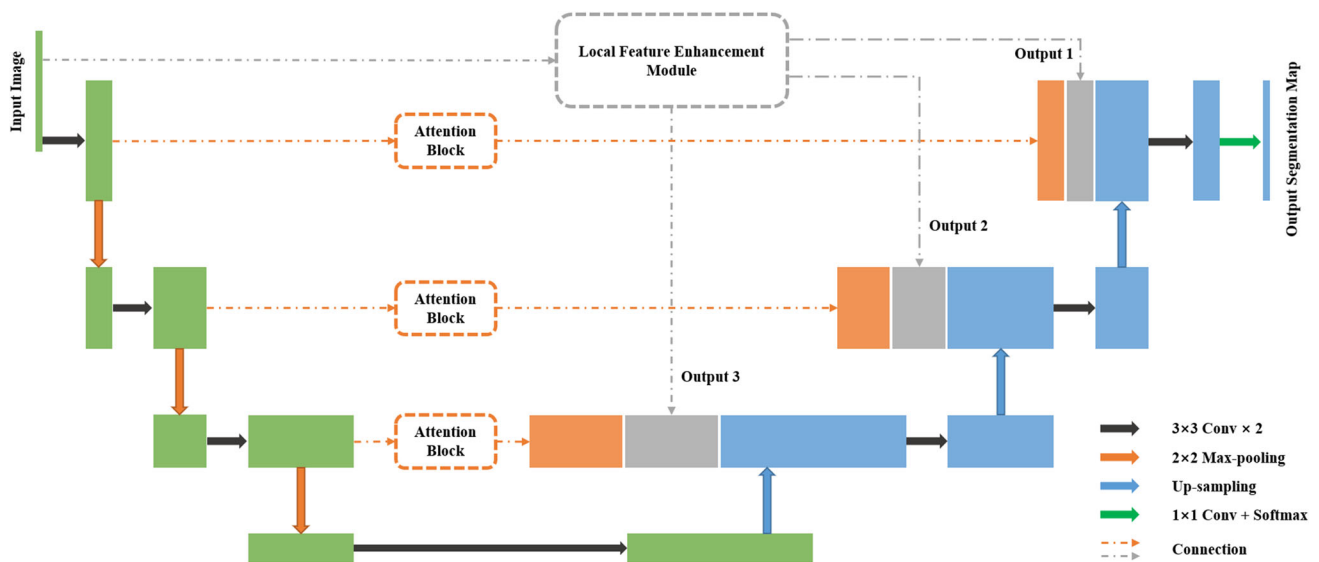 Input Image
Local Feature Enhancement
Module
Output 1
Attention
Block
Output Segmentation Map
Output 2
Attention
Block
Output 3
Attention
Block
3×3 Conv × 2
2×2 Max-pooling
Up-sampling
1×1 Conv + Softmax
Connection